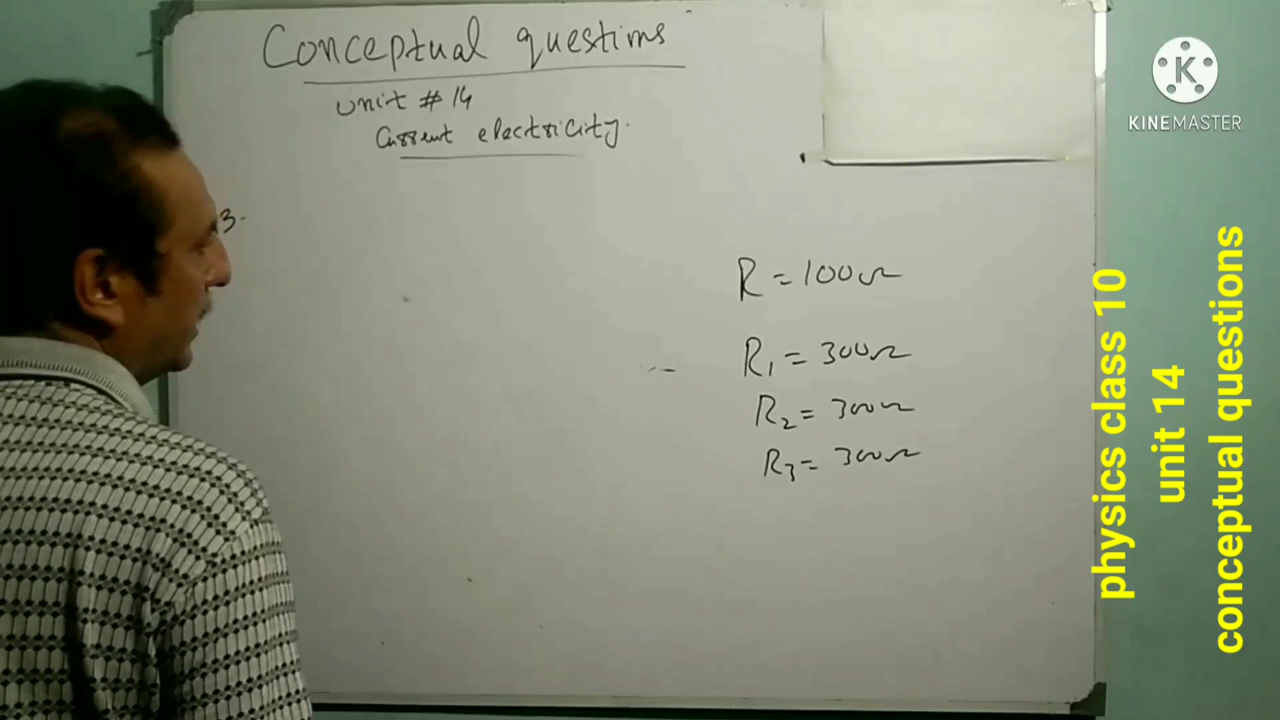 Conceptual questions
Unit # 14
Current electricity.
3.
R = 100Ω
R1 = 300Ω
R2 = 300Ω
R3 = 300Ω
K
KINEMASTER
physics class 10
unit 14
conceptual questions